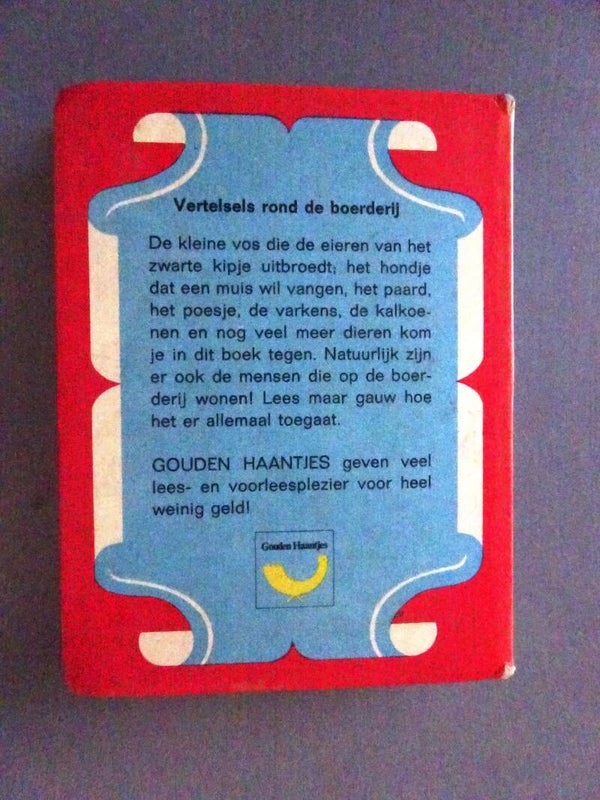 Vertelsels rond de boerderij
De kleine vos die de eieren van het
zwarte kipje uitbroedt; het hondje
dat een muis wil vangen, het paard,
het poesje, de varkens, de kalkoe-
nen en nog veel meer dieren kom
je in dit boek tegen. Natuurlijk zijn
er ook de mensen die op de boer-
derij wonen! Lees maar gauw hoe
het er allemaal toegaat.
GOUDEN HAANTJES geven veel
lees- en voorleesplezier voor heel
weinig geld!
Gouden Haantjes